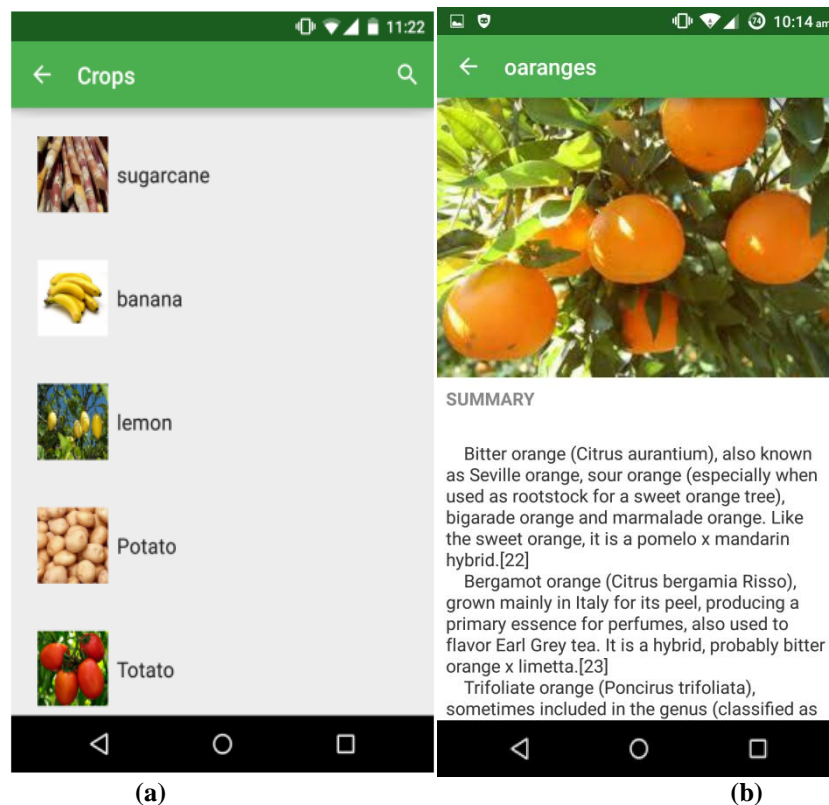 11:22
Crops
sugarcane
banana
lemon
Potato
Totato
(a)
74 10:14 am
oaranges
SUMMARY
Bitter orange (Citrus aurantium), also known
as Seville orange, sour orange (especially when
used as rootstock for a sweet orange tree),
bigarade orange and marmalade orange. Like
the sweet orange, it is a pomelo x mandarin
hybrid.[22]
Bergamot orange (Citrus bergamia Risso),
grown mainly in Italy for its peel, producing a
primary essence for perfumes, also used to
flavor Earl Grey tea. It is a hybrid, probably bitter
orange x limetta.[23]
Trifoliate orange (Poncirus trifoliata),
sometimes included in the genus (classified as
(b)